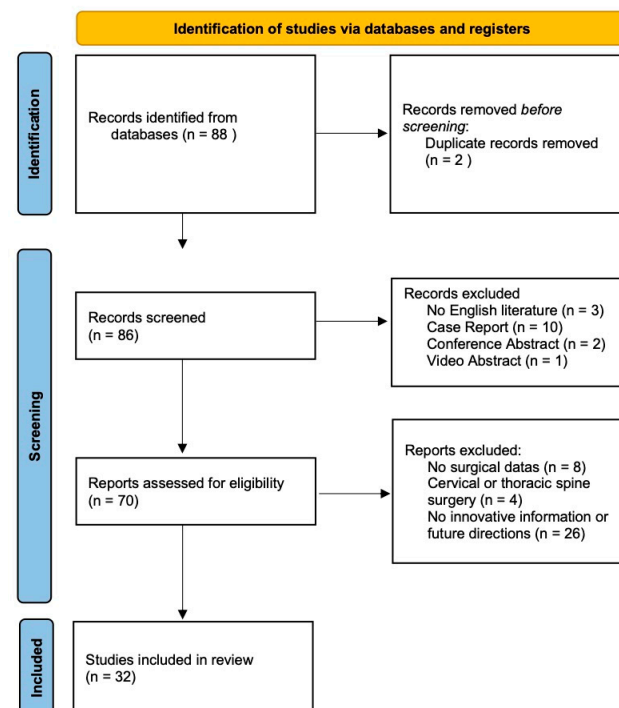 Identification of studies via databases and registers
Identification
Records identified from
databases (n = 88 )
Records removed before
screening:
Duplicate records removed
(n = 2 )
Screening
Records screened
(n = 86)
Records excluded
No English literature (n = 3)
Case Report (n = 10)
Conference Abstract (n = 2)
Video Abstract (n = 1)
Reports assessed for eligibility
(n = 70)
Reports excluded:
No surgical datas (n = 8)
Cervical or thoracic spine
surgery (n = 4)
No innovative information or
future directions (n = 26)
Included
Studies included in review
(n = 32)